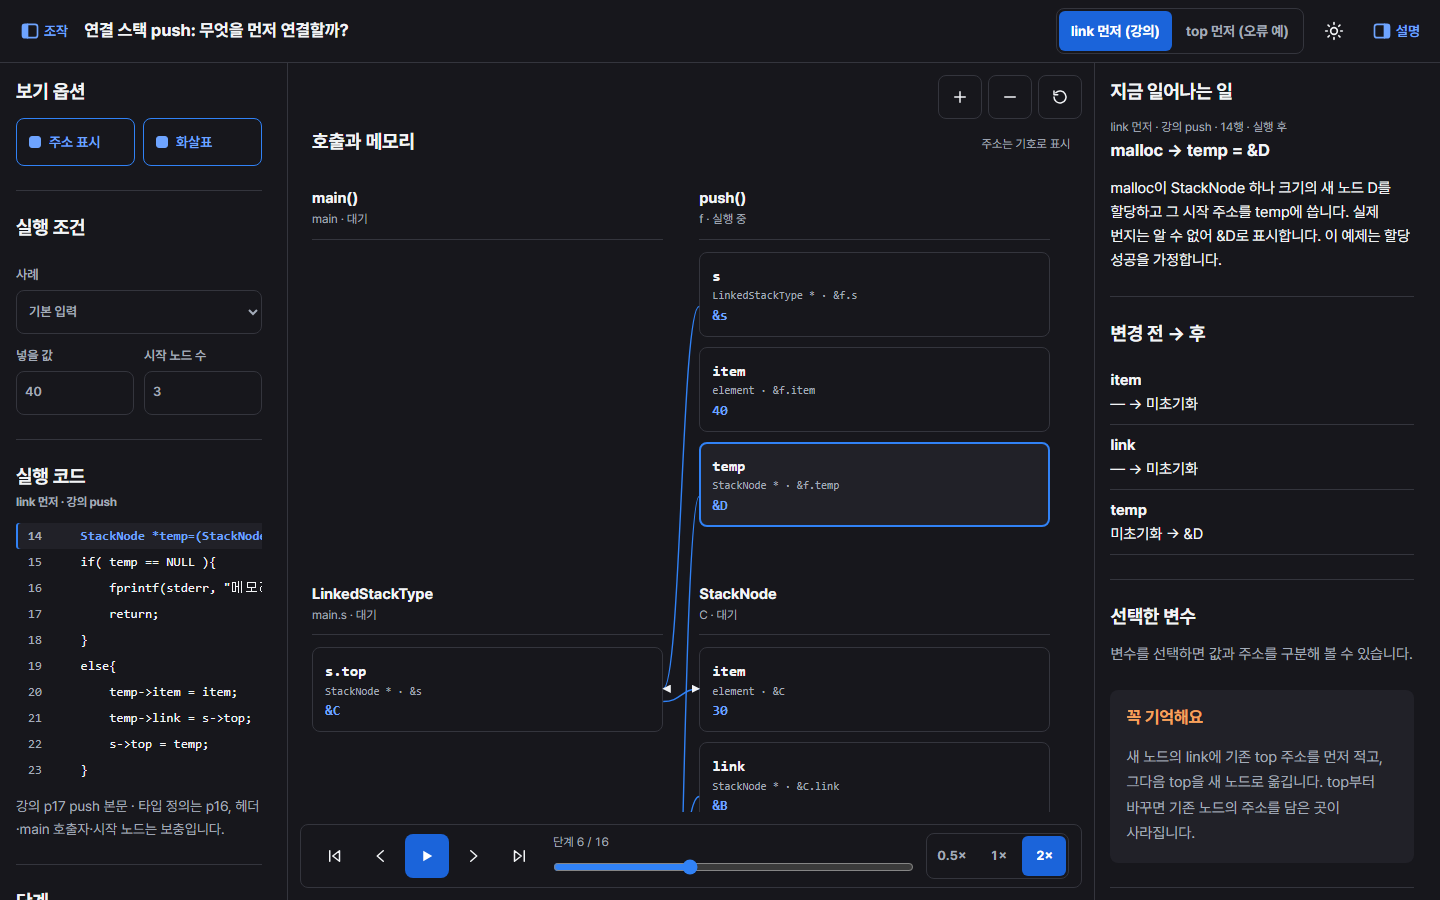 조작
연결 스택 push: 무엇을 먼저 연결할까?
link 먼저 (강의)
top 먼저 (오류 예)
설명
보기 옵션
주소 표시
화살표
실행 조건
사례
기본 입력
넣을 값
시작 노드 수
40
3
실행 코드
link 먼저 · 강의 push
14 StackNode *temp=(StackNode
15 if( temp == NULL ){
16 fprintf(stderr, "메모
17 return;
18 }
19 else{
20 temp->item = item;
21 temp->link = s->top;
22 s->top = temp;
23 }
강의 p17 push 본문 · 타입 정의는 p16, 헤더
·main 호출자·시작 노드는 보충입니다.
호출과 메모리
주소는 기호로 표시
main()
main · 대기
push()
f · 실행 중
s
LinkedStackType * · &f.s
&s
item
element · &f.item
40
temp
StackNode * · &f.temp
&D
LinkedStackType
main.s · 대기
s.top
StackNode * · &s
&C
StackNode
C · 대기
item
element · &C
30
link
StackNode * · &C.link
&B
단계 6 / 16
0.5×
1×
2×
지금 일어나는 일
link 먼저 · 강의 push · 14행 · 실행 후
malloc → temp = &D
malloc이 StackNode 하나 크기의 새 노드 D를
할당하고 그 시작 주소를 temp에 씁니다. 실제
번지는 알 수 없어 &D로 표시합니다. 이 예제는 할당
성공을 가정합니다.
변경 전 → 후
item
— → 미초기화
link
— → 미초기화
temp
미초기화 → &D
선택한 변수
변수를 선택하면 값과 주소를 구분해 볼 수 있습니다.
꼭 기억해요
새 노드의 link에 기존 top 주소를 먼저 적고,
그다음 top을 새 노드로 옮깁니다. top부터
바꾸면 기존 노드의 주소를 담은 곳이
사라집니다.